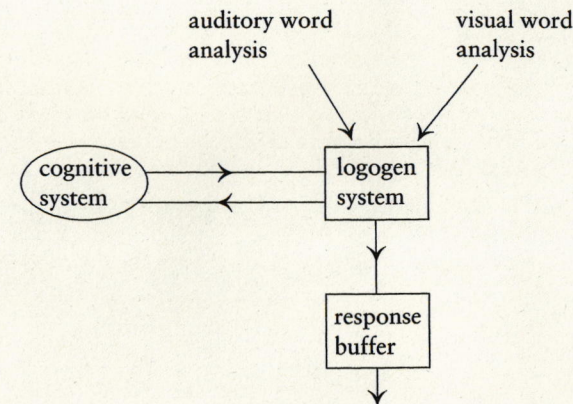 auditory word
analysis
visual word
analysis
cognitive
system
logogen
system
response
buffer